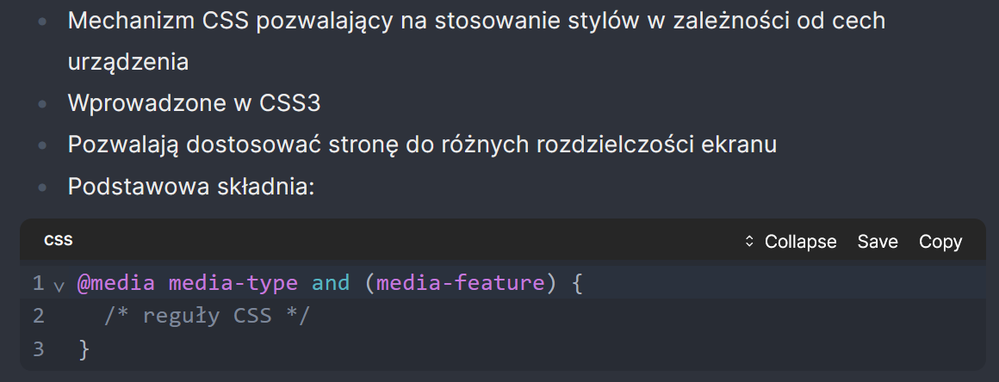 Mechanizm CSS pozwalający na stosowanie stylów w zależności od cech
urządzenia
Wprowadzone w CSS3
Pozwalają dostosować stronę do różnych rozdzielczości ekranu
Podstawowa składnia:
css Collapse Save Copy
1 @media media-type and (media-feature) {
2 /* reguły CSS */
3 }